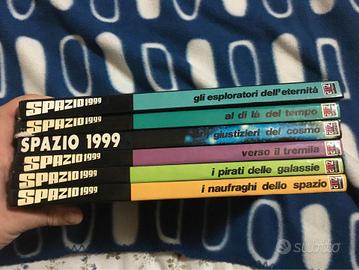 SPAZIO 1999 gli esploratori dell'eternità
SPAZIO 1999 al di là del tempo
SPAZIO 1999 giustizieri del cosmo
SPAZIO 1999 verso il tremila
SPAZIO 1999 i pirati delle galassie
SPAZIO 1999 i naufraghi dello spazio
subito